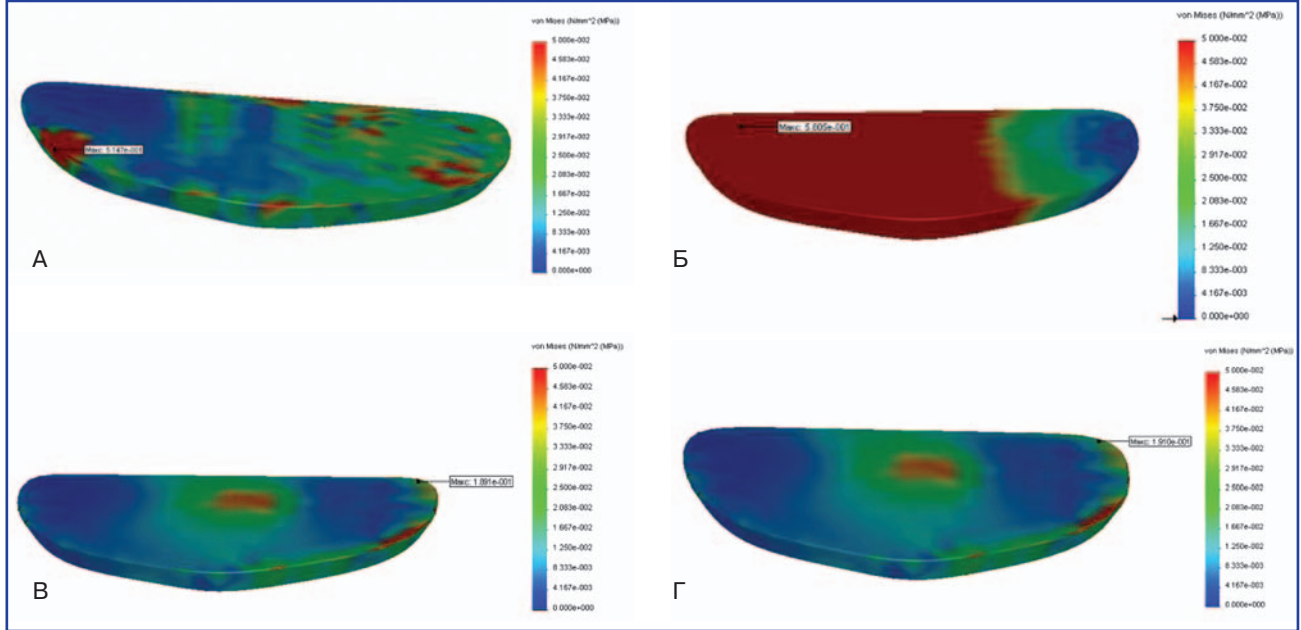 von Mises (N/mm^2 (MPa))
5.000e-002
4.583e-002
4.167e-002
3.750e-002
3.333e-002
2.917e-002
2.500e-002
2.083e-002
1.667e-002
1.250e-002
8.333e-003
4.167e-003
0.000e+000
Макс: 5.147e-001
А
von Mises (N/mm^2 (MPa))
5.000e-002
4.583e-002
4.167e-002
3.750e-002
3.333e-002
2.917e-002
2.500e-002
2.083e-002
1.667e-002
1.250e-002
8.333e-003
4.167e-003
0.000e+000
Макс: 5.605e-001
Б
von Mises (N/mm^2 (MPa))
5.000e-002
4.583e-002
4.167e-002
3.750e-002
3.333e-002
2.917e-002
2.500e-002
2.083e-002
1.667e-002
1.250e-002
8.333e-003
4.167e-003
0.000e+000
Макс: 1.891e-001
В
von Mises (N/mm^2 (MPa))
5.000e-002
4.583e-002
4.167e-002
3.750e-002
3.333e-002
2.917e-002
2.500e-002
2.083e-002
1.667e-002
1.250e-002
8.333e-003
4.167e-003
0.000e+000
Макс: 1.910e-001
Г